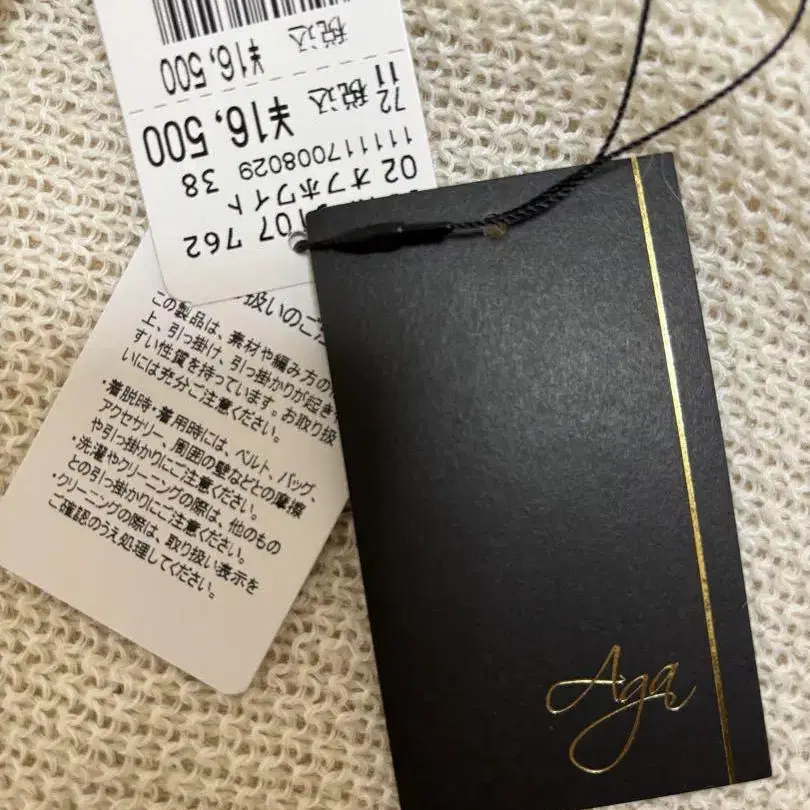 107 762
02 オフホワイト
111117008029 38
72
11 税込 ¥16,500
税込 ¥16,500
扱いのご
この製品は、素材や編み方の
上、引っ掛け、引っ掛かりが起き
すい性質を持っています。お取り扱
いには充分ご注意ください。
・着脱時・着用時には、ベルト、バッグ、
アクセサリー、周囲の壁などとの摩擦
や引っ掛かりにご注意ください。
・洗濯やクリーニングの際は、他のもの
との引っ掛かりにご注意ください。
・クリーニングの際は、取り扱い表示を
ご確認のうえ処理してください。
Aga